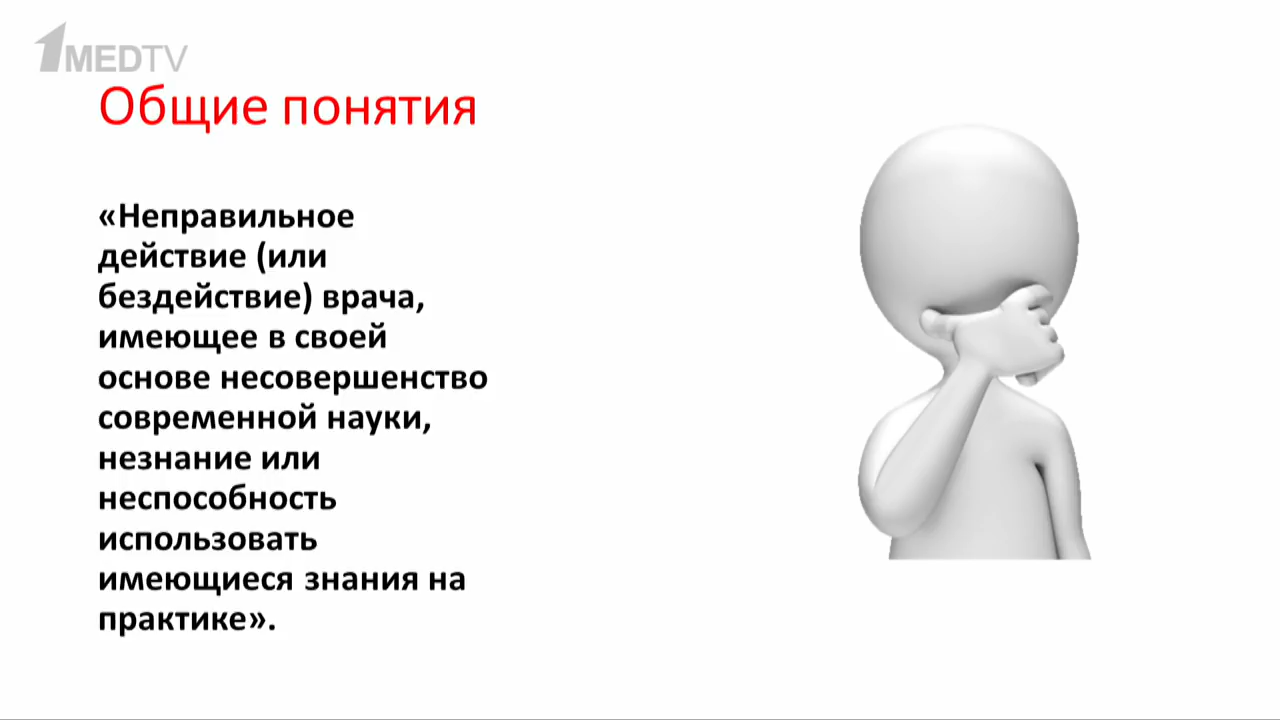 1MEDTV
Общие понятия
«Неправильное
действие (или
бездействие) врача,
имеющее в своей
основе несовершенство
современной науки,
незнание или
неспособность
использовать
имеющиеся знания на
практике».